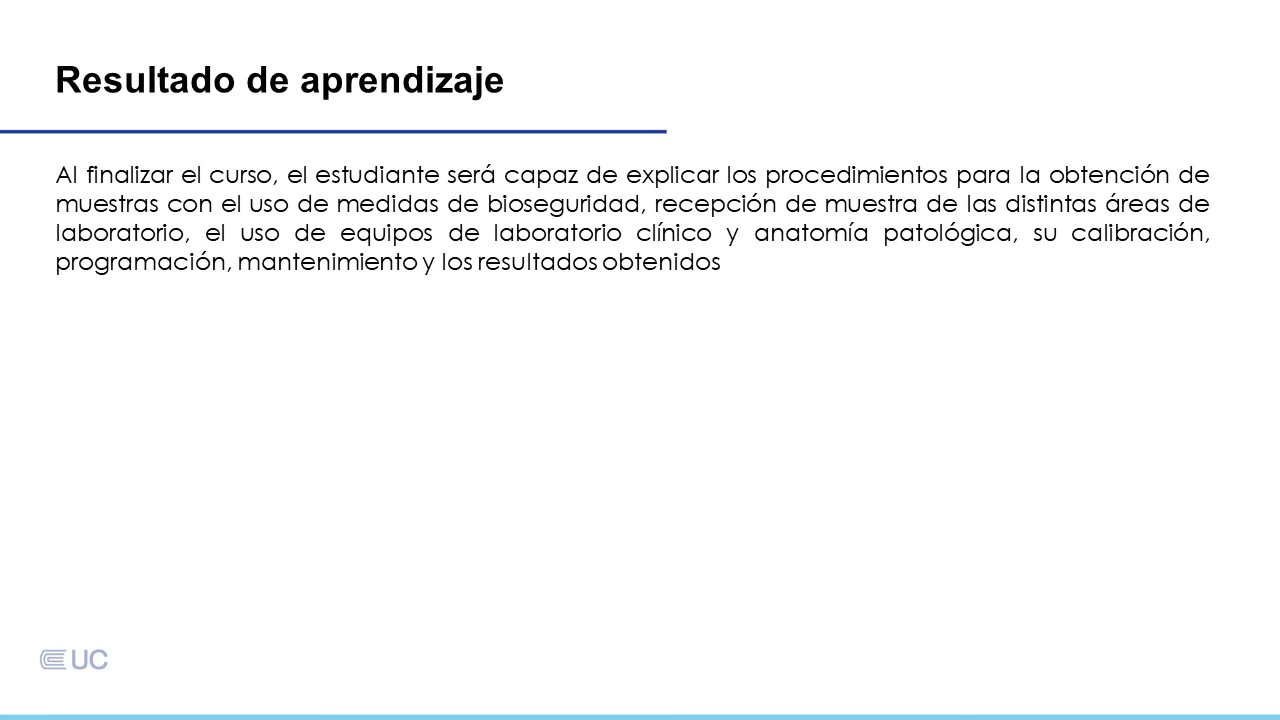 Resultado de aprendizaje
Al finalizar el curso, el estudiante será capaz de explicar los procedimientos para la obtención de
muestras con el uso de medidas de bioseguridad, recepción de muestra de las distintas áreas de
laboratorio, el uso de equipos de laboratorio clínico y anatomía patológica, su calibración,
programación, mantenimiento y los resultados obtenidos
UC